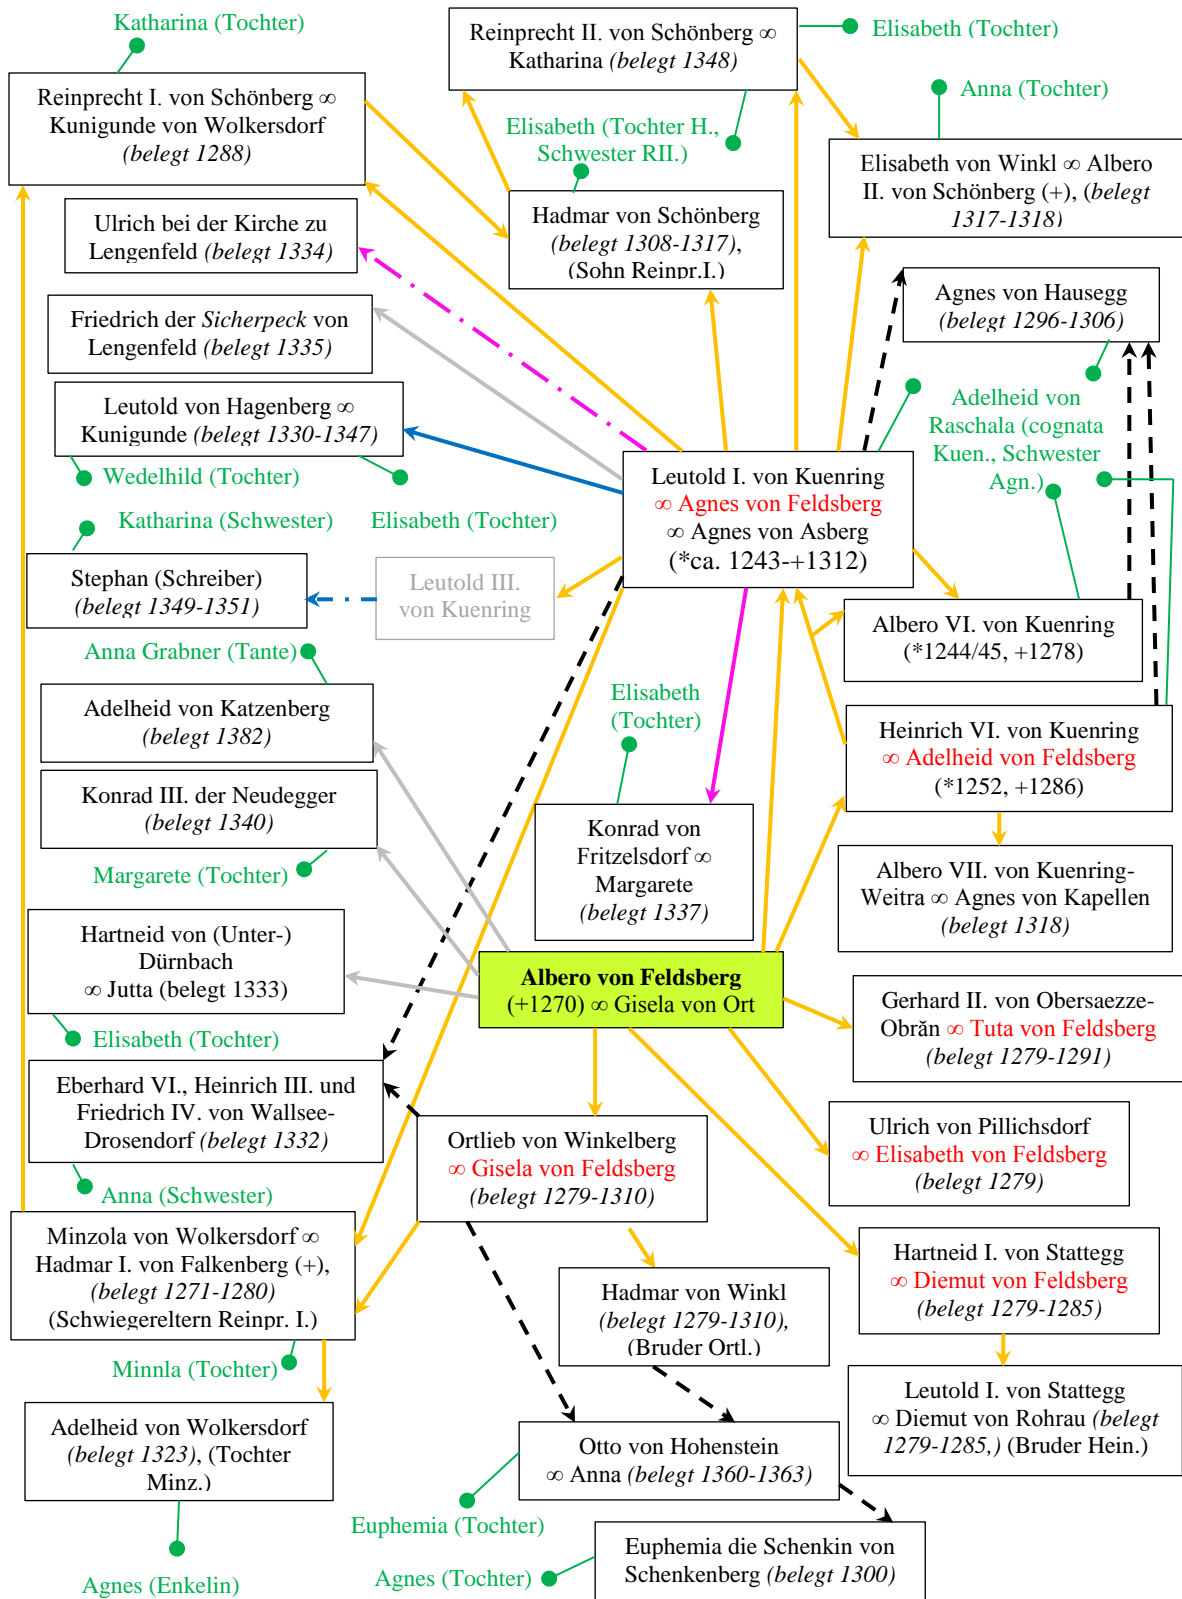 Katharina (Tochter)
Reinprecht I. von Schönberg ∞
Kunigunde von Wolkersdorf
(belegt 1288)
Reinprecht II. von Schönberg ∞
Katharina (belegt 1348)
Elisabeth (Tochter)
Anna (Tochter)
Elisabeth (Tochter H.,
Schwester RII.)
Elisabeth von Winkl ∞ Albero
II. von Schönberg (+), (belegt
1317-1318)
Ulrich bei der Kirche zu
Lengenfeld (belegt 1334)
Hadmar von Schönberg
(belegt 1308-1317),
(Sohn Reinpr.I.)
Agnes von Hausegg
(belegt 1296-1306)
Friedrich der Sicherpeck von
Lengenfeld (belegt 1335)
Leutold von Hagenberg ∞
Kunigunde (belegt 1330-1347)
Adelheid von
Raschala (cognata
Kuen., Schwester
Agn.)
Wedelhild (Tochter)
Elisabeth (Tochter)
Leutold I. von Kuenring
∞ Agnes von Feldsberg
∞ Agnes von Asberg
(*ca. 1243-+1312)
Katharina (Schwester)
Stephan (Schreiber)
(belegt 1349-1351)
Leutold III.
von Kuenring
Albero VI. von Kuenring
(*1244/45, +1278)
Anna Grabner (Tante)
Adelheid von Katzenberg
(belegt 1382)
Elisabeth
(Tochter)
Heinrich VI. von Kuenring
∞ Adelheid von Feldsberg
(*1252, +1286)
Konrad III. der Neudegger
(belegt 1340)
Margarete (Tochter)
Konrad von
Fritzelsdorf ∞
Margarete
(belegt 1337)
Albero VII. von Kuenring-
Weitra ∞ Agnes von Kapellen
(belegt 1318)
Hartneid von (Unter-)
Dürnbach
∞ Jutta (belegt 1333)
Elisabeth (Tochter)
Albero von Feldsberg
(+1270) ∞ Gisela von Ort
Gerhard II. von Obersaezze-
Obrăn ∞ Tuta von Feldsberg
(belegt 1279-1291)
Eberhard VI., Heinrich III. und
Friedrich IV. von Wallsee-
Drosendorf (belegt 1332)
Anna (Schwester)
Ortlieb von Winkelberg
∞ Gisela von Feldsberg
(belegt 1279-1310)
Ulrich von Pillichsdorf
∞ Elisabeth von Feldsberg
(belegt 1279)
Minzola von Wolkersdorf ∞
Hadmar I. von Falkenberg (+),
(belegt 1271-1280)
(Schwiegereltern Reinpr. I.)
Minnla (Tochter)
Hadmar von Winkl
(belegt 1279-1310),
(Bruder Ortl.)
Hartneid I. von Stattegg
∞ Diemut von Feldsberg
(belegt 1279-1285)
Leutold I. von Stattegg
∞ Diemut von Rohrau (belegt
1279-1285,) (Bruder Hein.)
Adelheid von Wolkersdorf
(belegt 1323), (Tochter
Minz.)
Agnes (Enkelin)
Otto von Hohenstein
∞ Anna (belegt 1360-1363)
Euphemia (Tochter)
Euphemia die Schenkin von
Schenkenberg (belegt 1300)
Agnes (Tochter)